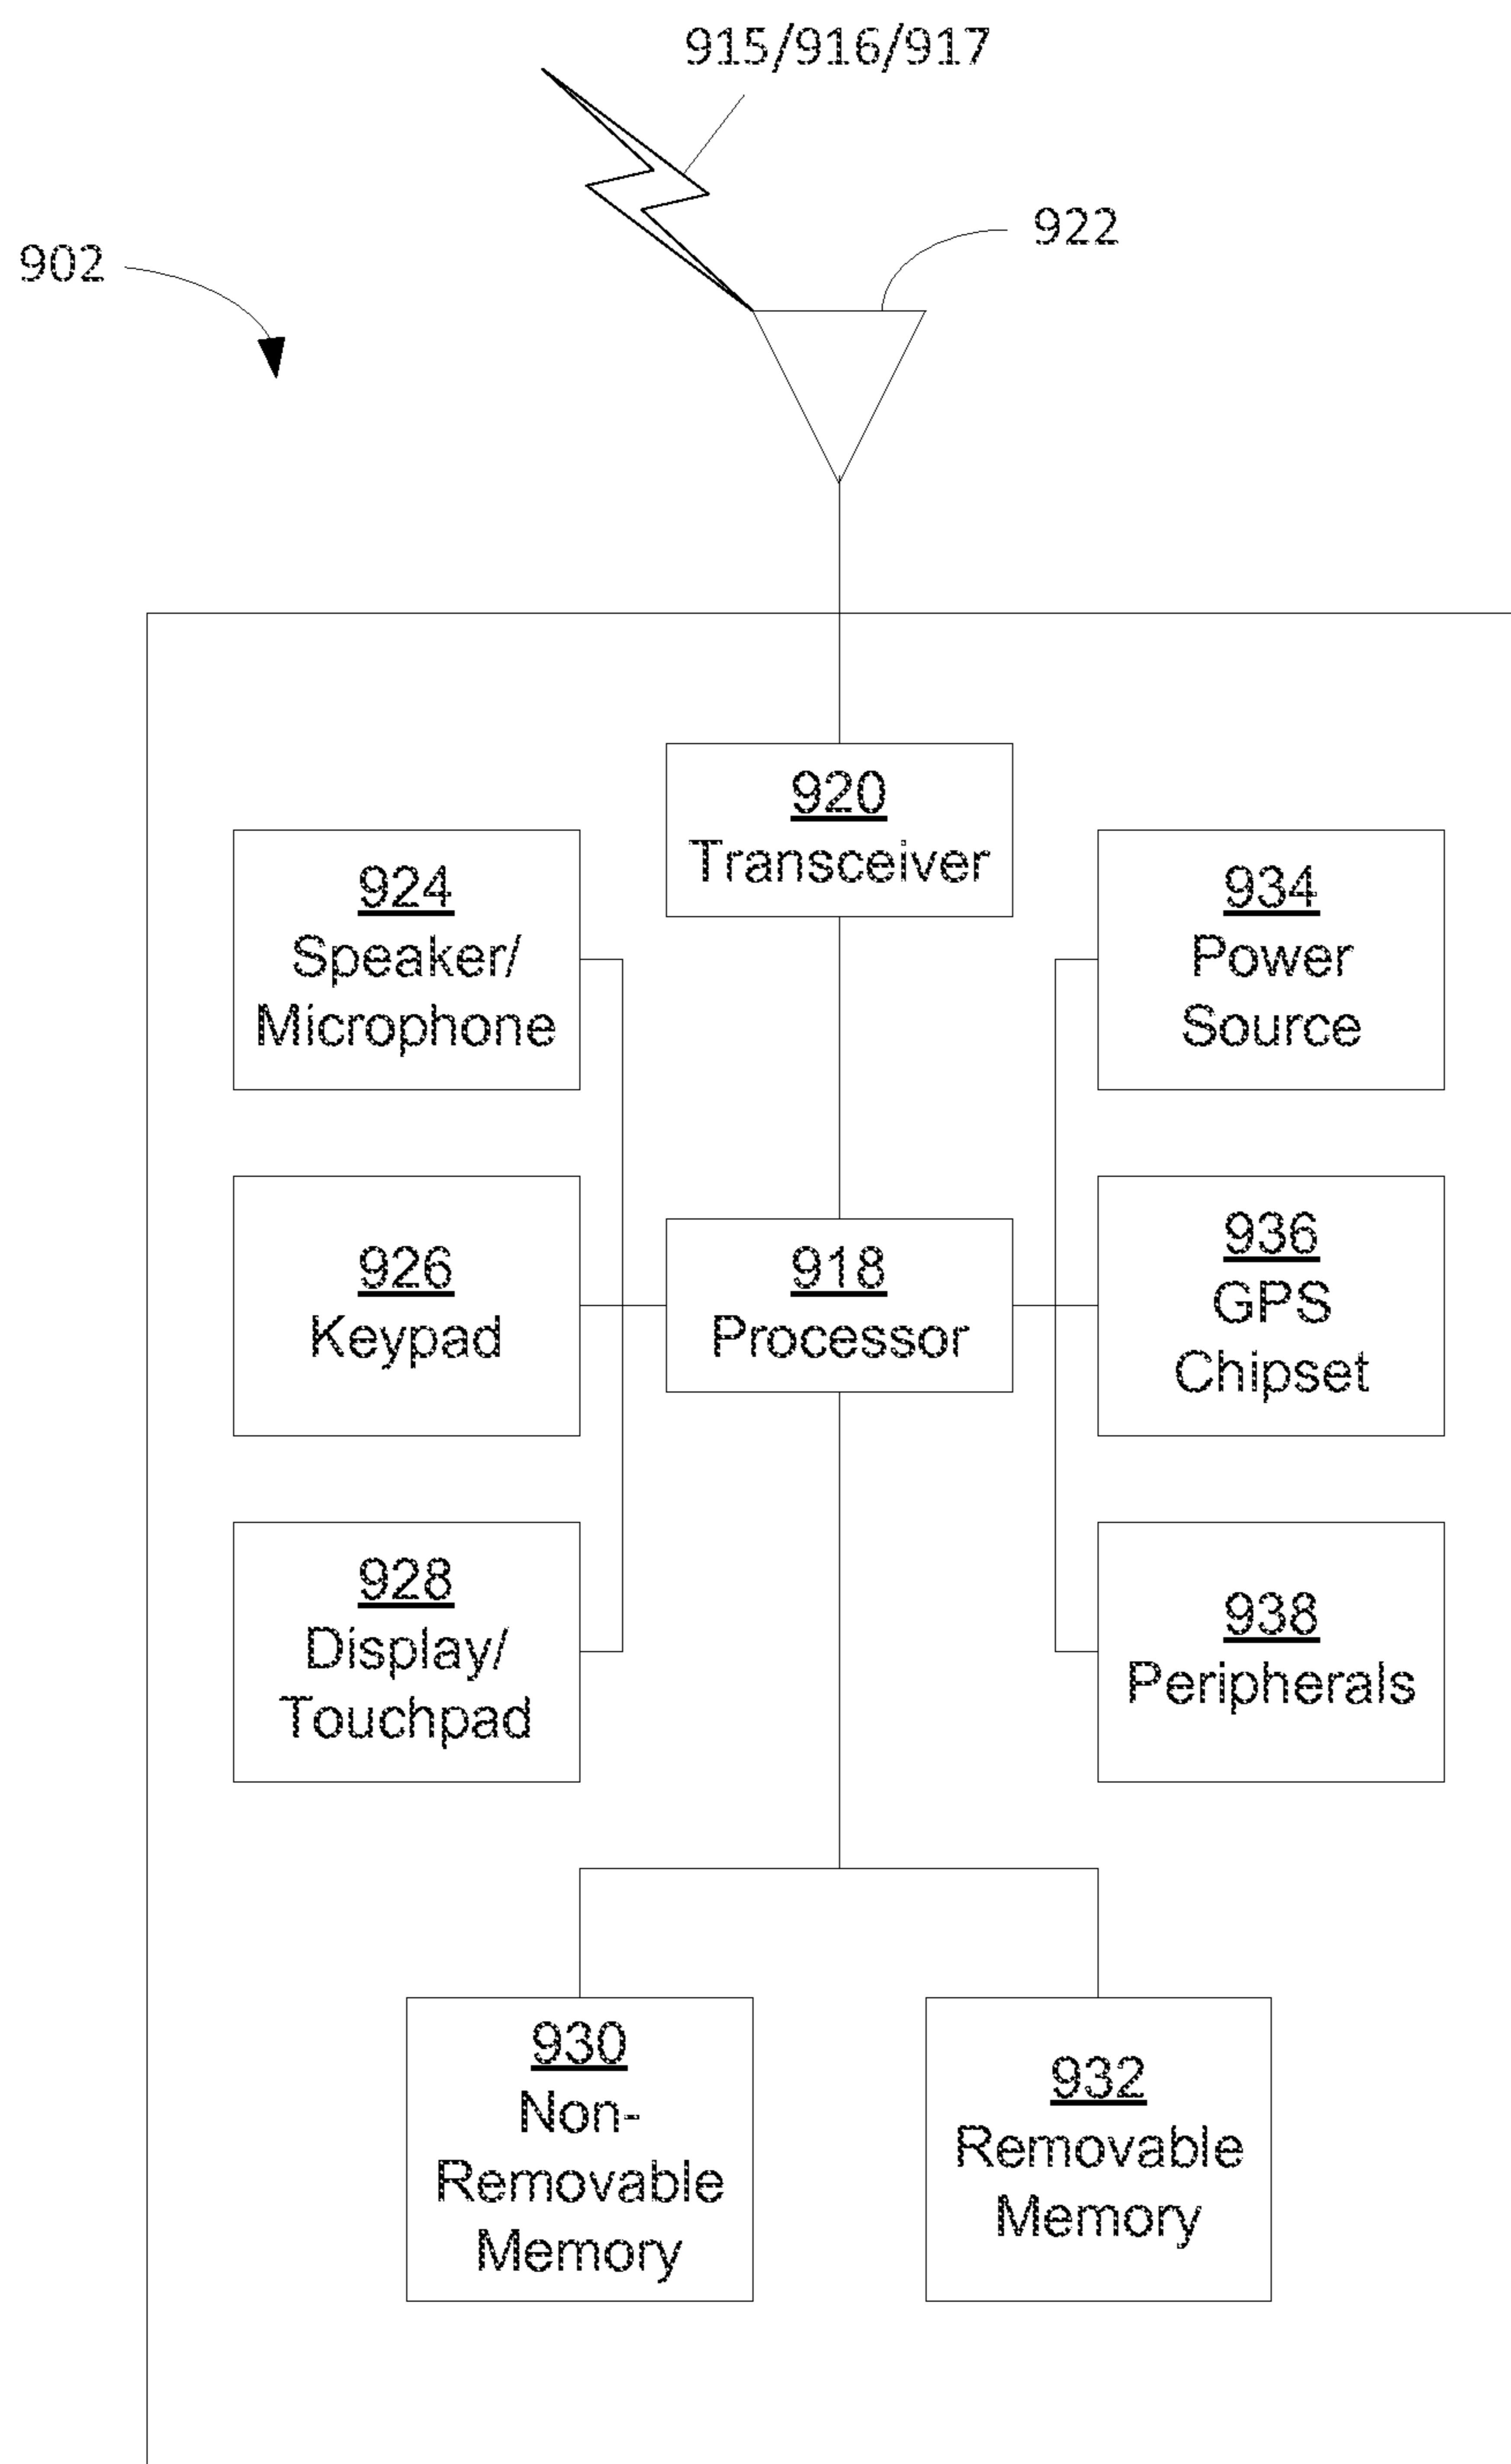 915/916/917
922
902
920
Transceiver
924
Speaker/
Microphone
934
Power
Source
926
Keypad
918
Processor
936
GPS
Chipset
928
Display/
Touchpad
938
Peripherals
930
Non-
Removable
Memory
932
Removable
Memory